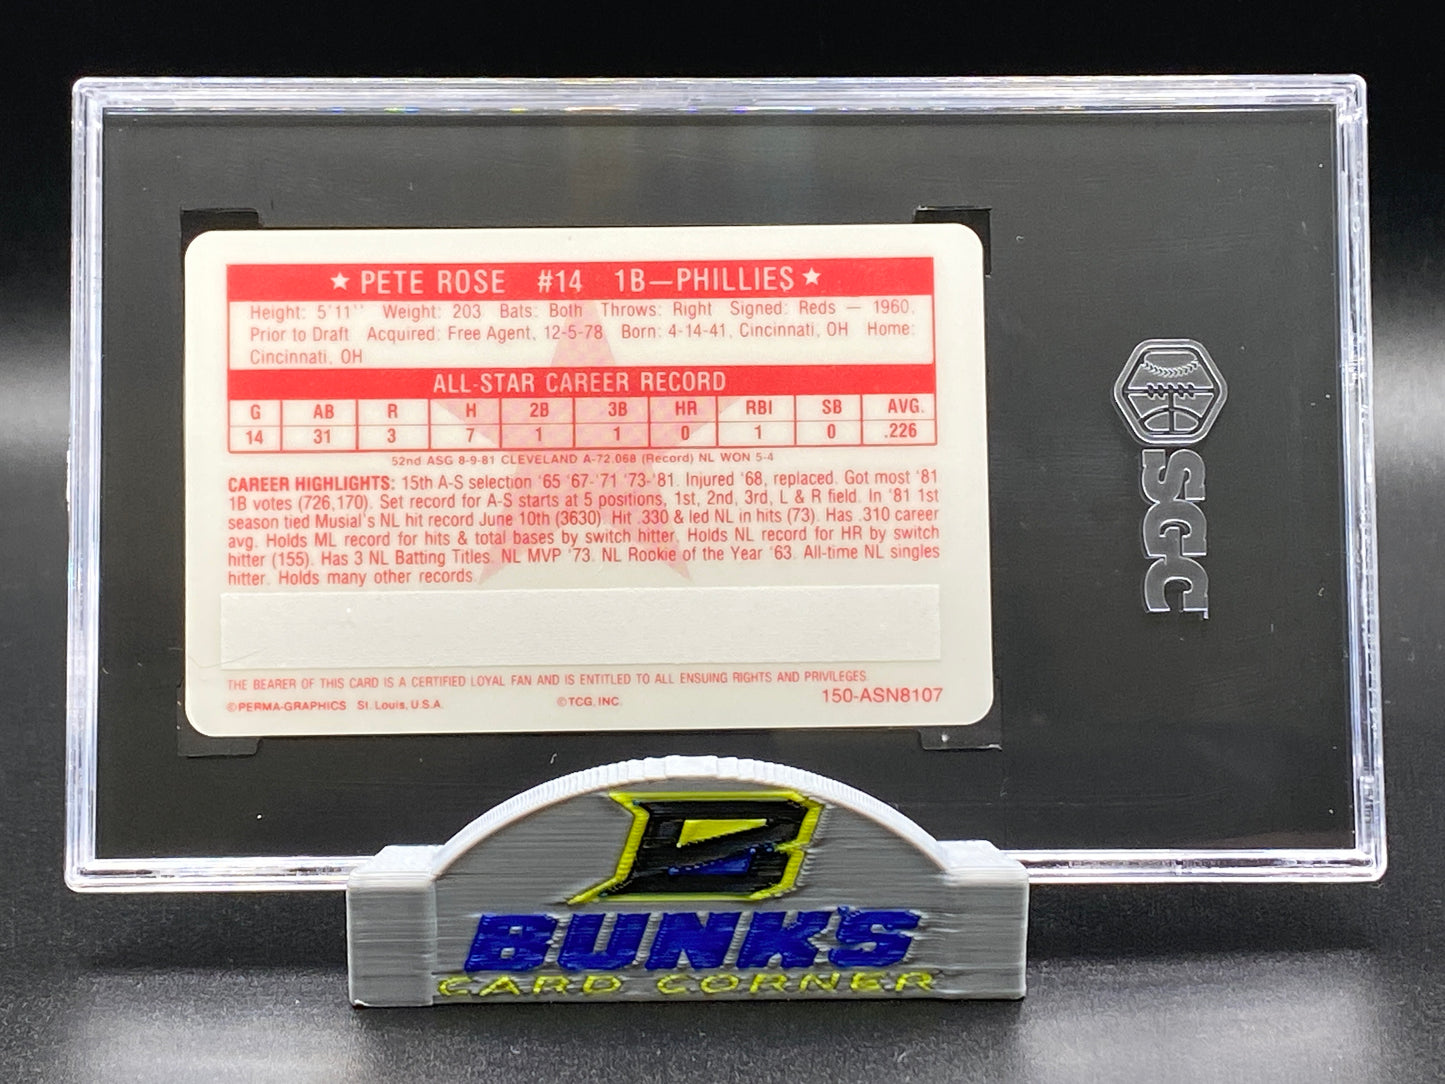 ★ PETE ROSE #14 1B—PHILLIES ★
Height: 5'11'' Weight: 203 Bats: Both Throws: Right Signed: Reds — 1960,
Prior to Draft Acquired: Free Agent, 12-5-78 Born: 4-14-41, Cincinnati, OH Home:
Cincinnati, OH
ALL-STAR CAREER RECORD
G AB R H 2B 3B HR RBI SB AVG.
14 31 3 7 1 1 0 1 0 .226
52nd ASG 8-9-81 CLEVELAND A-72,068 (Record) NL WON 5-4
CAREER HIGHLIGHTS: 15th A-S selection '65 '67-'71 '73-'81. Injured '68, replaced. Got most '81
1B votes (726,170). Set record for A-S starts at 5 positions, 1st, 2nd, 3rd, L & R field. In '81 1st
season tied Musial's NL hit record June 10th (3630). Hit .330 & led NL in hits (73). Has .310 career
avg. Holds ML record for hits & total bases by switch hitter. Holds NL record for HR by switch
hitter (155). Has 3 NL Batting Titles. NL MVP '73. NL Rookie of the Year '63. All-time NL singles
hitter. Holds many other records.
THE BEARER OF THIS CARD IS A CERTIFIED LOYAL FAN AND IS ENTITLED TO ALL ENSUING RIGHTS AND PRIVILEGES.
©PERMA-GRAPHICS St. Louis, U.S.A. ©TCG, INC. 150-ASN8107
SGC
B
BUNK'S
CARD CORNER